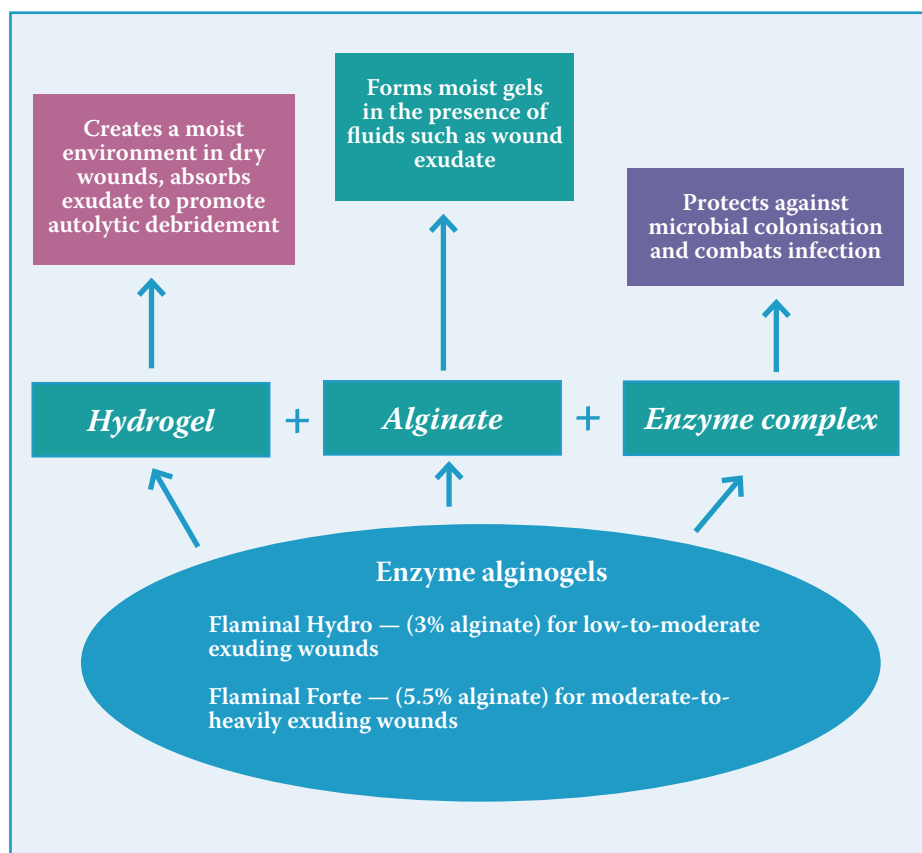 Creates a moist
environment in dry
wounds, absorbs
exudate to promote
autolytic debridement
Forms moist gels
in the presence of
fluids such as wound
exudate
Protects against
microbial colonisation
and combats infection
Hydrogel + Alginate + Enzyme complex
Enzyme alginogels
Flaminal Hydro — (3% alginate) for low-to-moderate
exuding wounds
Flaminal Forte — (5.5% alginate) for moderate-to-
heavily exuding wounds